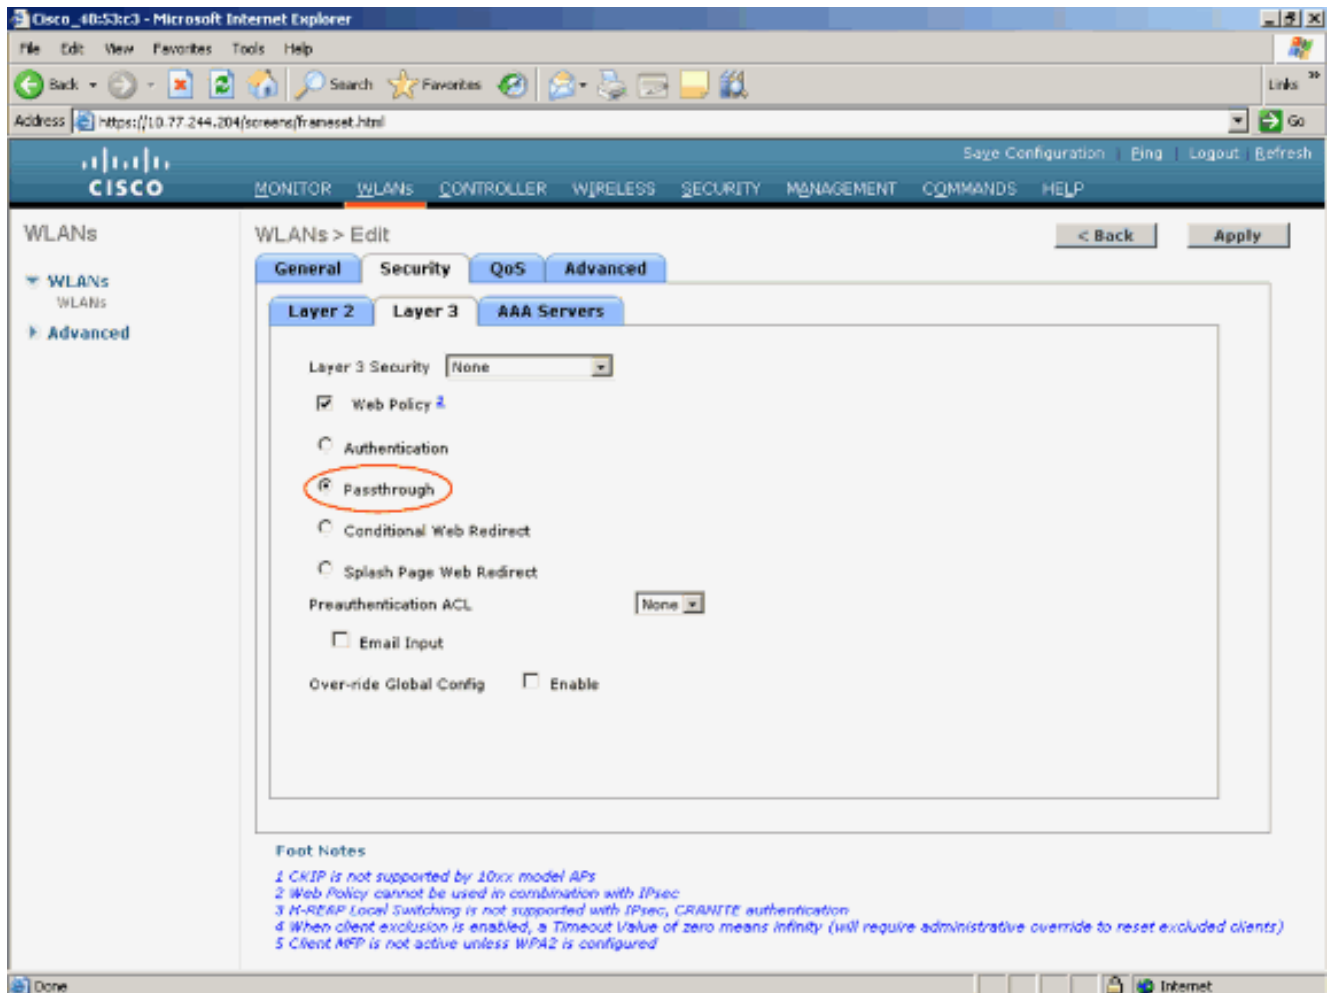 Cisco_40:53:c3 - Microsoft Internet Explorer
File Edit View Favorites Tools Help
Back Search Favorites Links
Address https://10.77.244.204/screens/frameset.html Go
Save Configuration | Ping | Logout | Refresh
CISCO MONITOR WLANs CONTROLLER WIRELESS SECURITY MANAGEMENT COMMANDS HELP
WLANs
WLANs
WLANs
Advanced
WLANs > Edit
< Back Apply
General Security QoS Advanced
Layer 2 Layer 3 AAA Servers
Layer 3 Security None
Web Policy 2
Authentication
Passthrough
Conditional Web Redirect
Splash Page Web Redirect
Preauthentication ACL None
Email Input
Over-ride Global Config Enable
Foot Notes
1 CKIP is not supported by 10xx model APs
2 Web Policy cannot be used in combination with IPsec
3 H-REAP Local Switching is not supported with IPsec, CRANITE authentication
4 When client exclusion is enabled, a Timeout Value of zero means infinity (will require administrative override to reset excluded clients)
5 Client MFP is not active unless WPA2 is configured
Done Internet